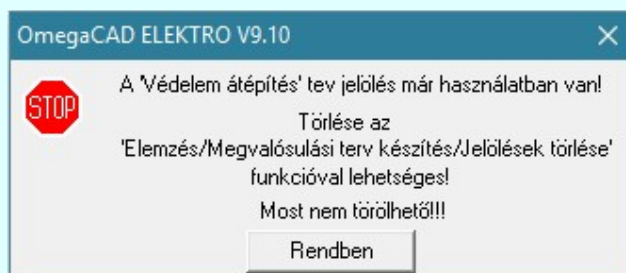 OmegaCAD ELEKTRO V9.10
STOP
A 'Védelem átépítés' tev jelölés már használatban van!
Törlése az
'Elemzés/Megvalósulási terv készítés/Jelölések törlése'
funkcióval lehetséges!
Most nem törölhető!!!
Rendben